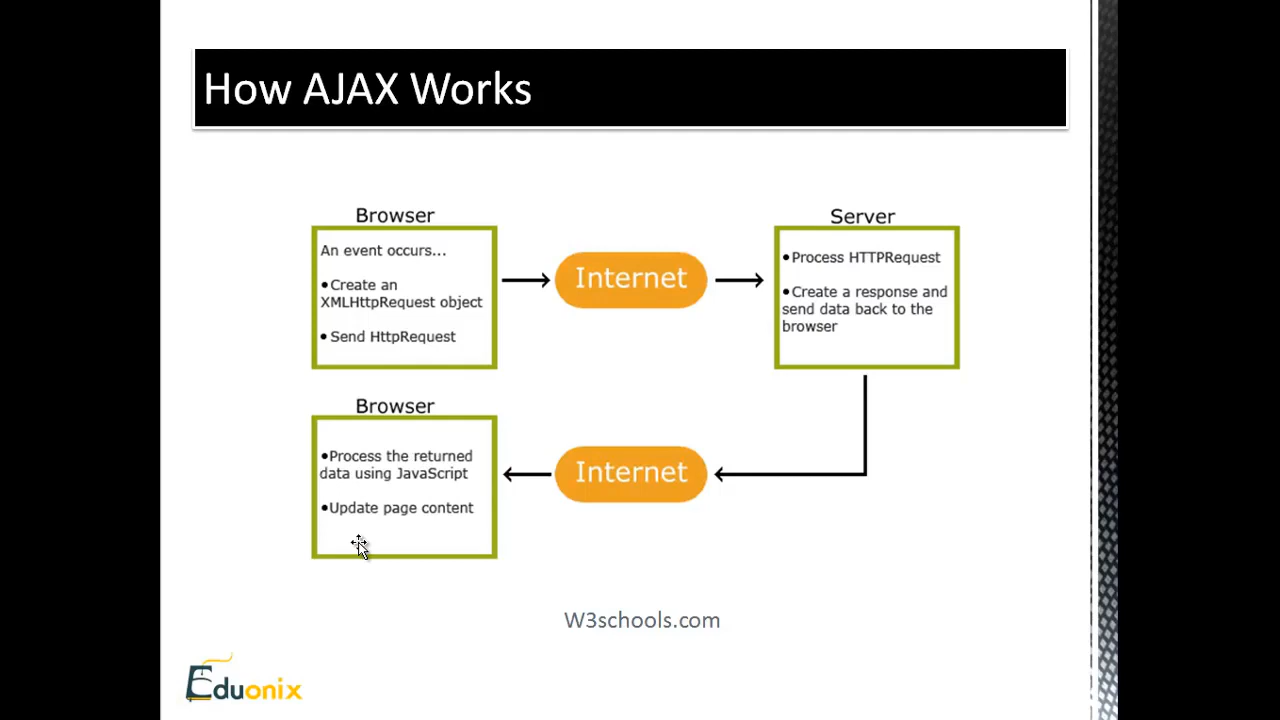 How AJAX Works
Browser
An event occurs...
•Create an
XMLHttpRequest object
• Send HttpRequest
Internet
Server
•Process HTTPRequest
•Create a response and
send data back to the
browser
Browser
•Process the returned
data using JavaScript
•Update page content
Internet
W3schools.com
Eduonix